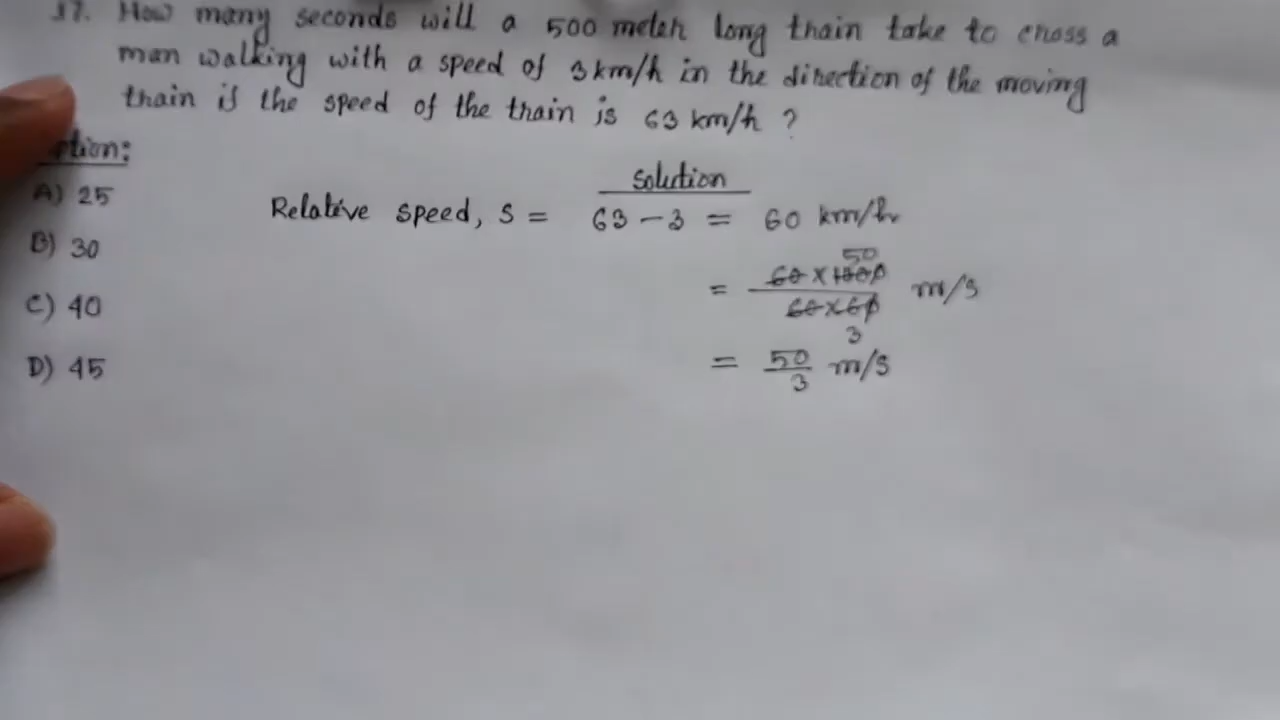 17. How many seconds will a 500 meter long train take to cross a
man walking with a speed of 3 km/h in the direction of the moving
train if the speed of the train is 63 km/h ?
ption:
A) 25
B) 30
C) 40
D) 45
Solution
Relative speed, S = 63 - 3 = 60 km/h
50
= 60 x 1000 / 60 x 60 m/s
3
= 50/3 m/s